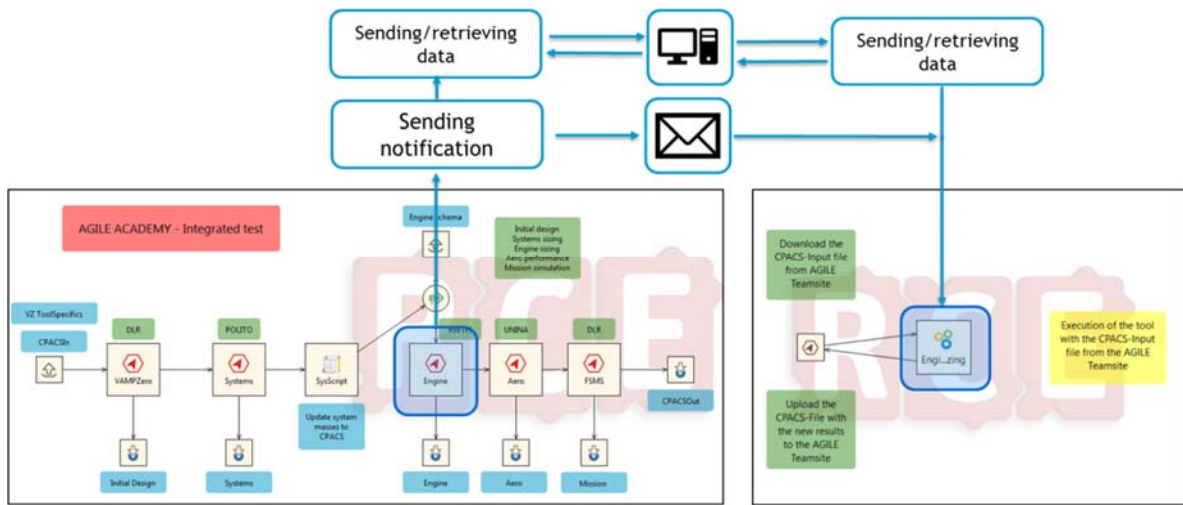 Sending/retrieving
data
Sending/retrieving
data
Sending
notification
AGILE ACADEMY - Integrated test
Engine schema
Initial design
Systems sizing
Engine sizing
Aero performance
Mission simulation
VZ ToolSpecifics
CPACSIn
DLR
VAMPZero
POLITO
Systems
SysScript
Update system
masses to
CPACS
Engine
UNINA
Aero
DLR
FSMS
CPACSOut
Initial Design
Systems
Engine
Aero
Mission
RCE
Download the
CPACS-Input file
from AGILE
Teamsite
Engi...zing
Upload the
CPACS-File with
the new results
to the AGILE
Teamsite
Execution of the tool
with the CPACS-Input
file from the AGILE
Teamsite
RCE